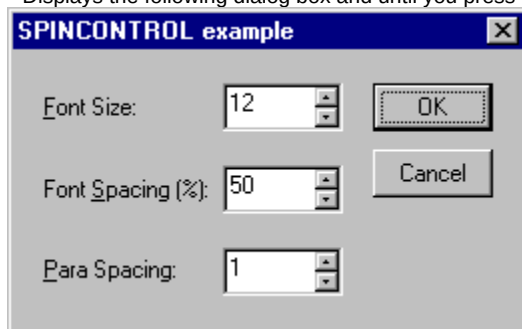 Displays the following dialog box and until you press
SPINCONTROL example
Font Size: 12 OK
Font Spacing (%): 50 Cancel
Para Spacing: 1